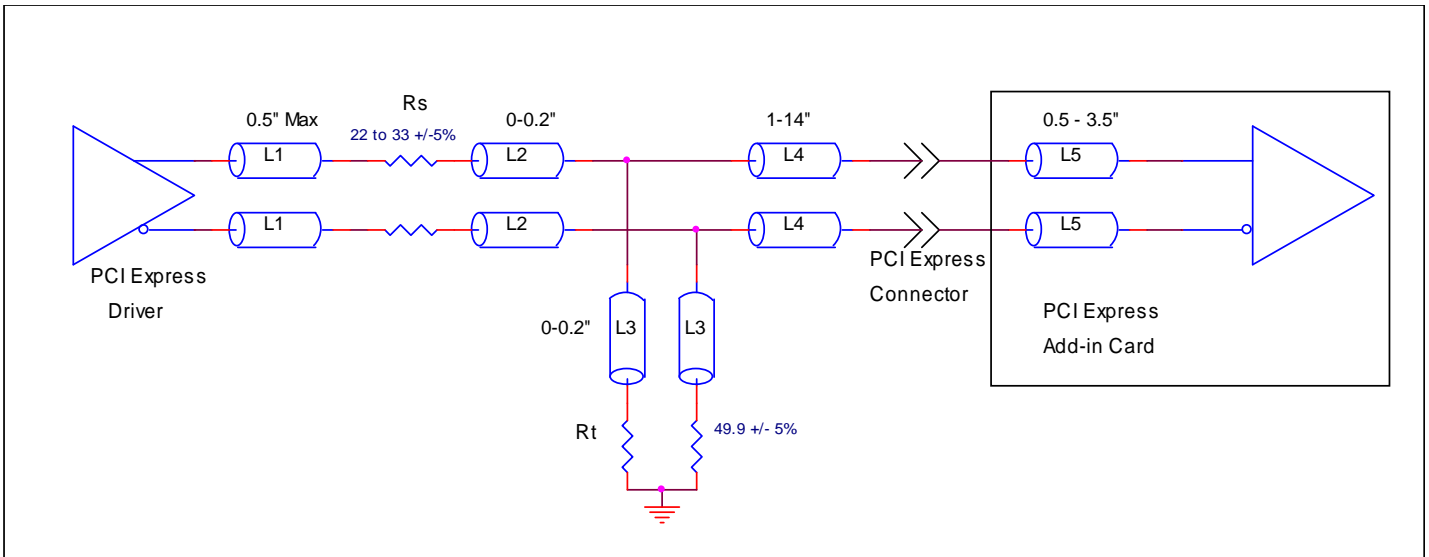 Rs
0.5" Max
22 to 33 +/-5%
0-0.2"
1-14"
0.5 - 3.5"
L1
L2
L4
L5
L1
L2
L4
L5
PCI Express
Driver
PCI Express
Connector
PCI Express
Add-in Card
0-0.2"
L3
L3
Rt
49.9 +/- 5%